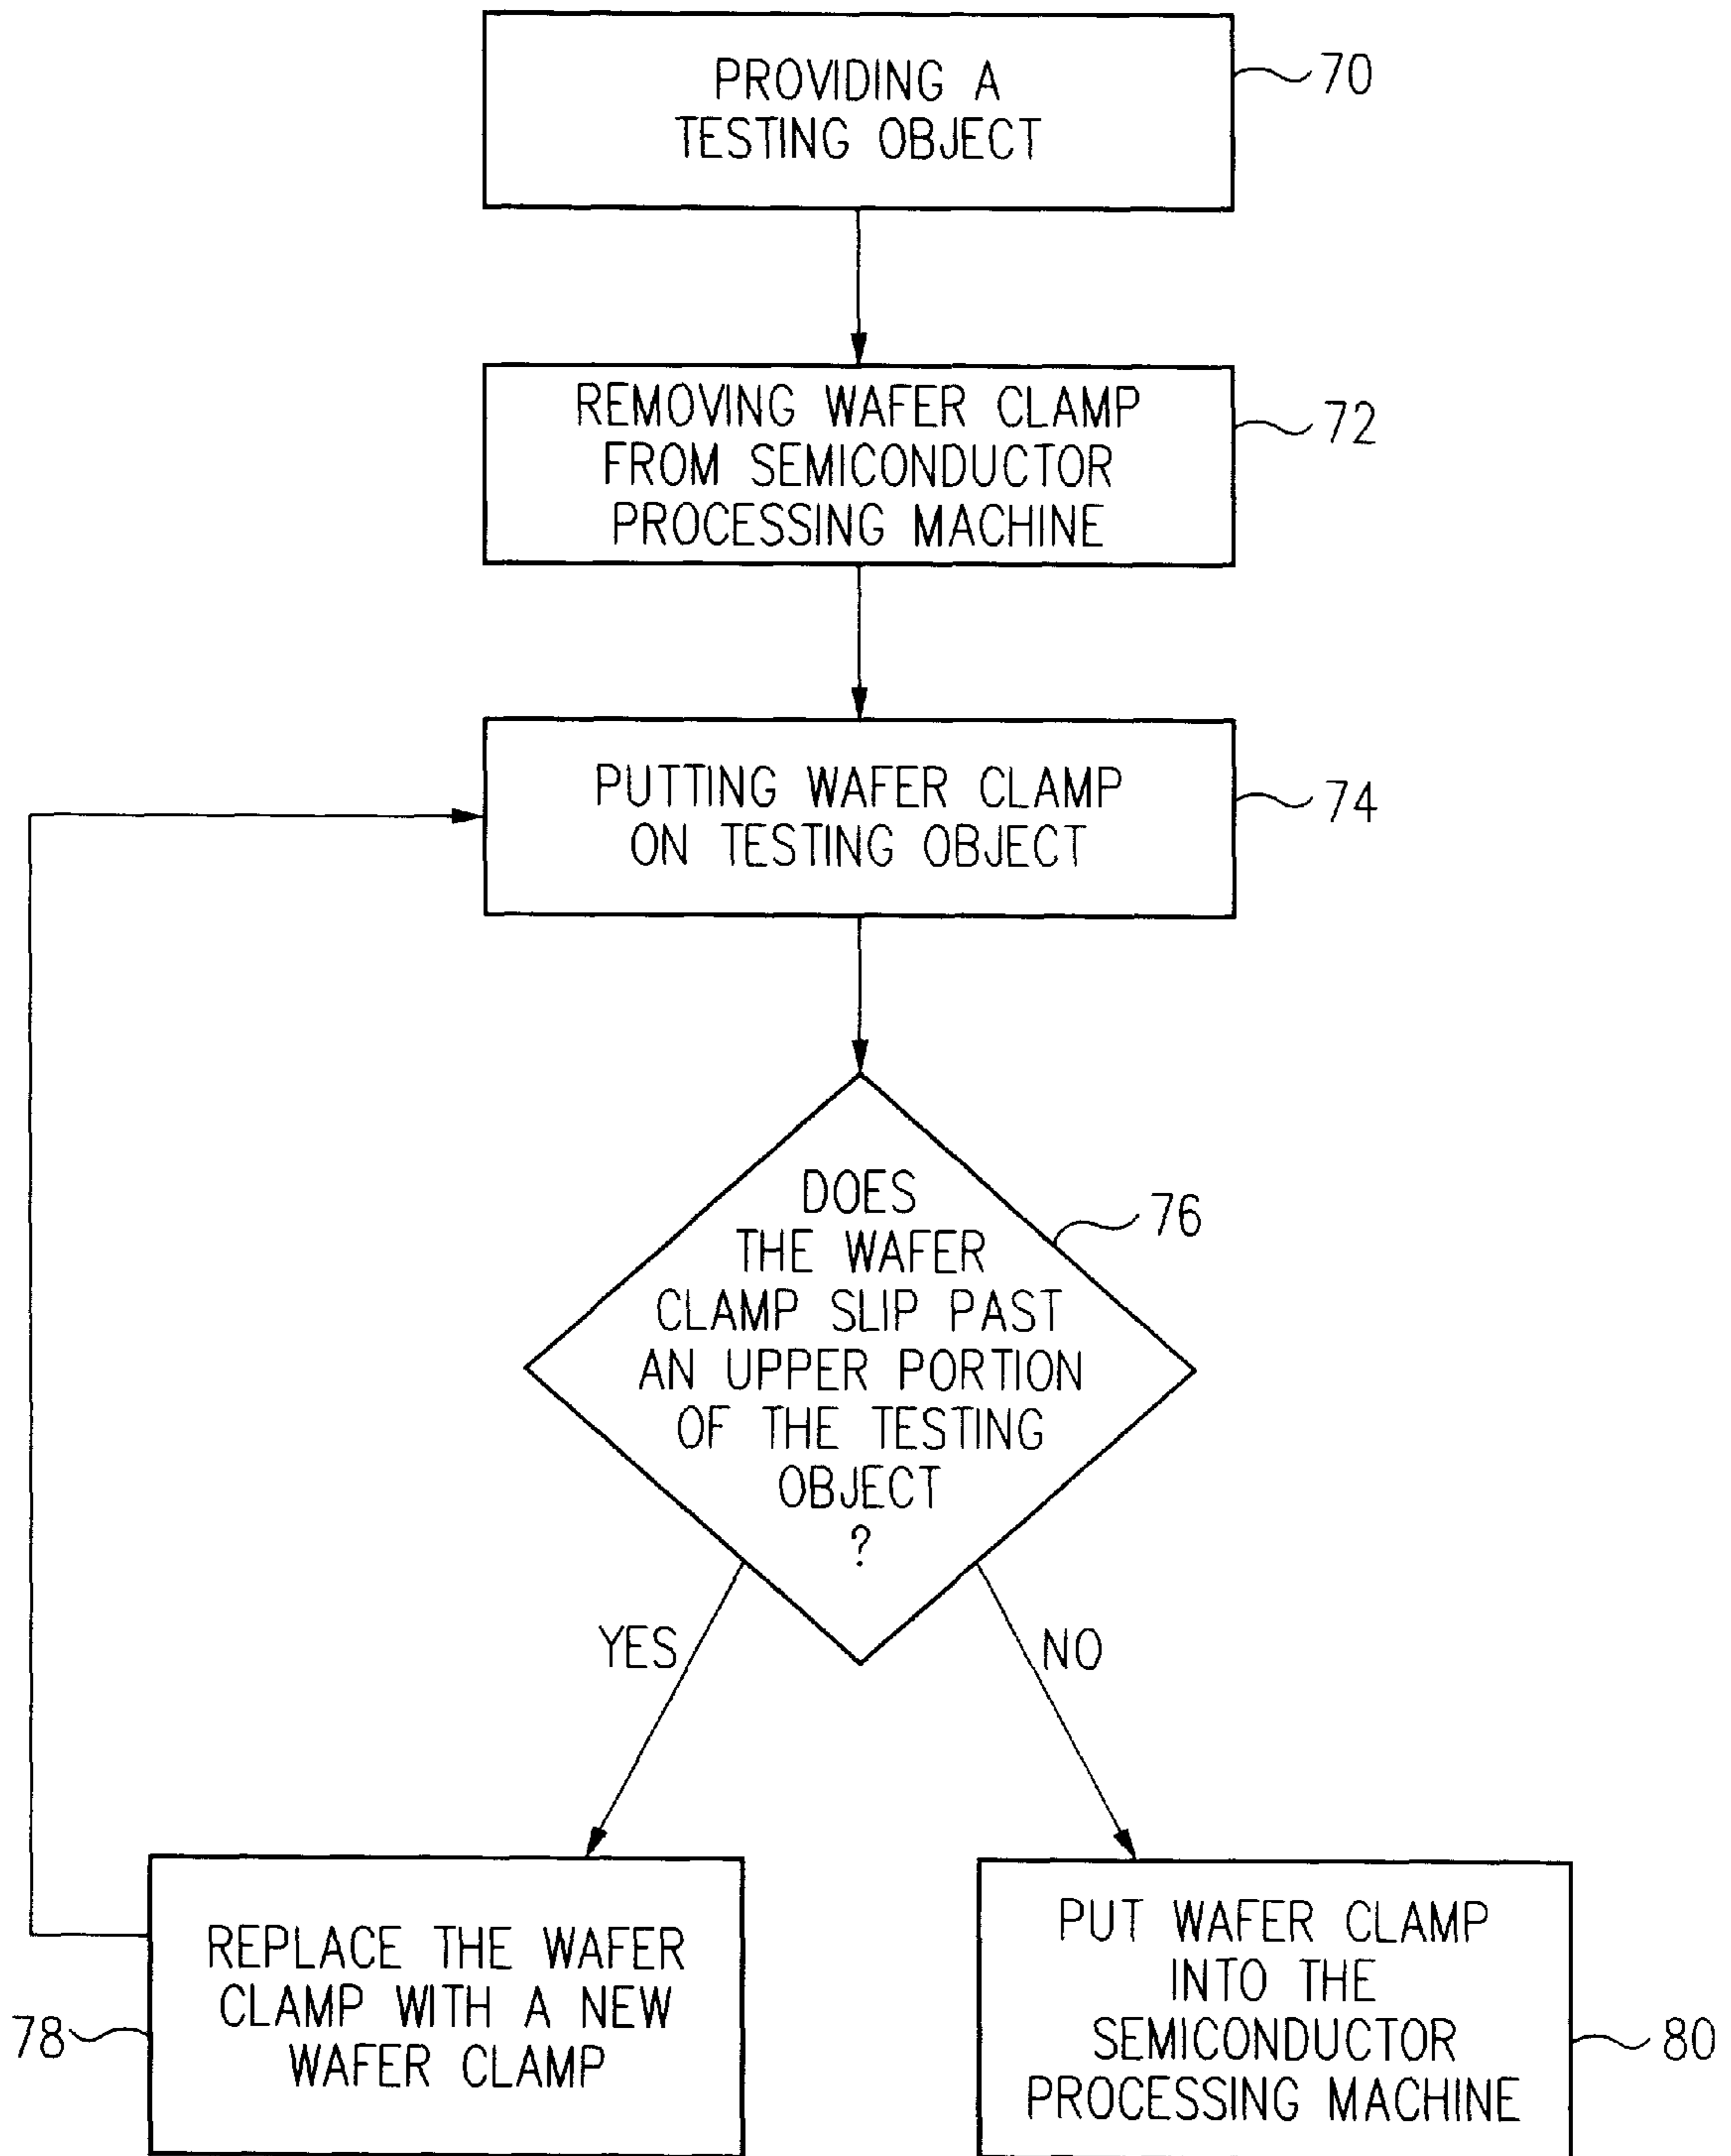 PROVIDING A
TESTING OBJECT
70
REMOVING WAFER CLAMP
FROM SEMICONDUCTOR
PROCESSING MACHINE
72
PUTTING WAFER CLAMP
ON TESTING OBJECT
74
DOES
THE WAFER
CLAMP SLIP PAST
AN UPPER PORTION
OF THE TESTING
OBJECT
?
76
YES
NO
REPLACE THE WAFER
CLAMP WITH A NEW
WAFER CLAMP
78
PUT WAFER CLAMP
INTO THE
SEMICONDUCTOR
PROCESSING MACHINE
80